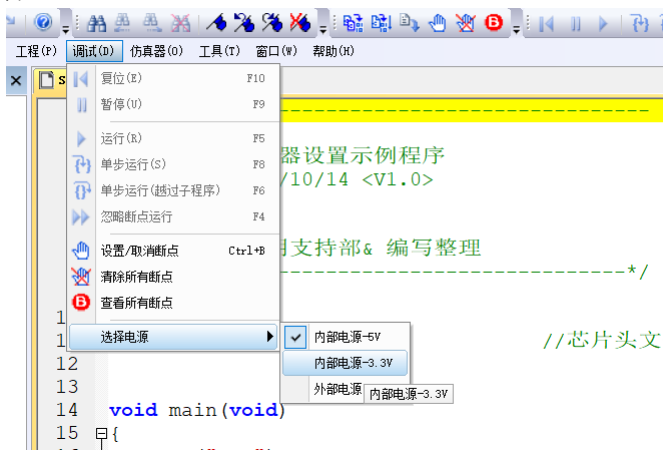 工程(P) 调试(D) 仿真器(O) 工具(T) 窗口(W) 帮助(H)
S
复位(E) F10
暂停(U) F9
运行(R) F5
单步运行(S) F8
单步运行(越过子程序) F6
忽略断点运行 F4
设置/取消断点 Ctrl+B
清除所有断点
查看所有断点
选择电源
内部电源-5V
内部电源-3.3V
外部电源
内部电源-3.3V
---------------------------------
器设置示例程序
/10/14 <V1.0>
支持部& 编写整理
------------------------------*/
1
1 //芯片头文
12
13
14 void main(void)
15 {